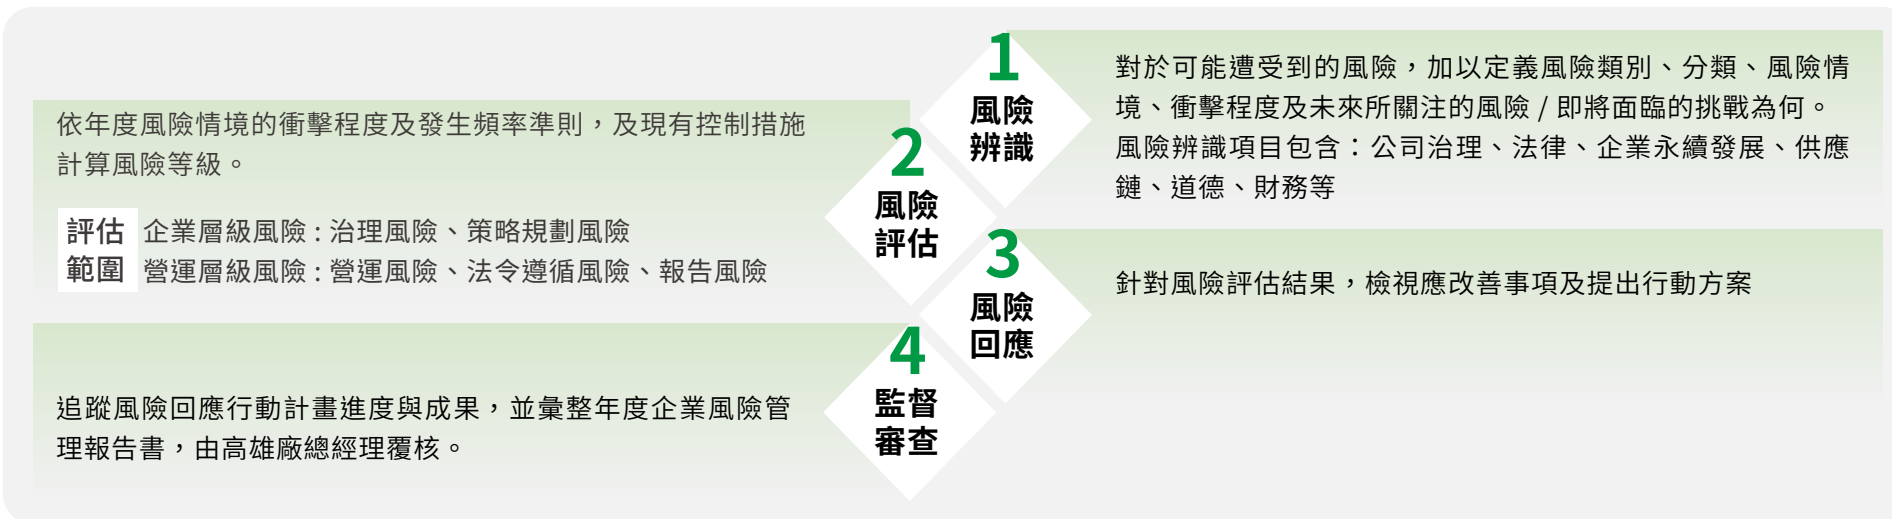 1
風險
辨識
對於可能遭受到的風險，加以定義風險類別、分類、風險情
境、衝擊程度及未來所關注的風險 / 即將面臨的挑戰為何。
風險辨識項目包含：公司治理、法律、企業永續發展、供應
鏈、道德、財務等
2
風險
評估
依年度風險情境的衝擊程度及發生頻率準則，及現有控制措施
計算風險等級。
評估
範圍
企業層級風險 : 治理風險、策略規劃風險
營運層級風險 : 營運風險、法令遵循風險、報告風險
3
風險
回應
針對風險評估結果，檢視應改善事項及提出行動方案
4
監督
審查
追蹤風險回應行動計畫進度與成果，並彙整年度企業風險管
理報告書，由高雄廠總經理覆核。